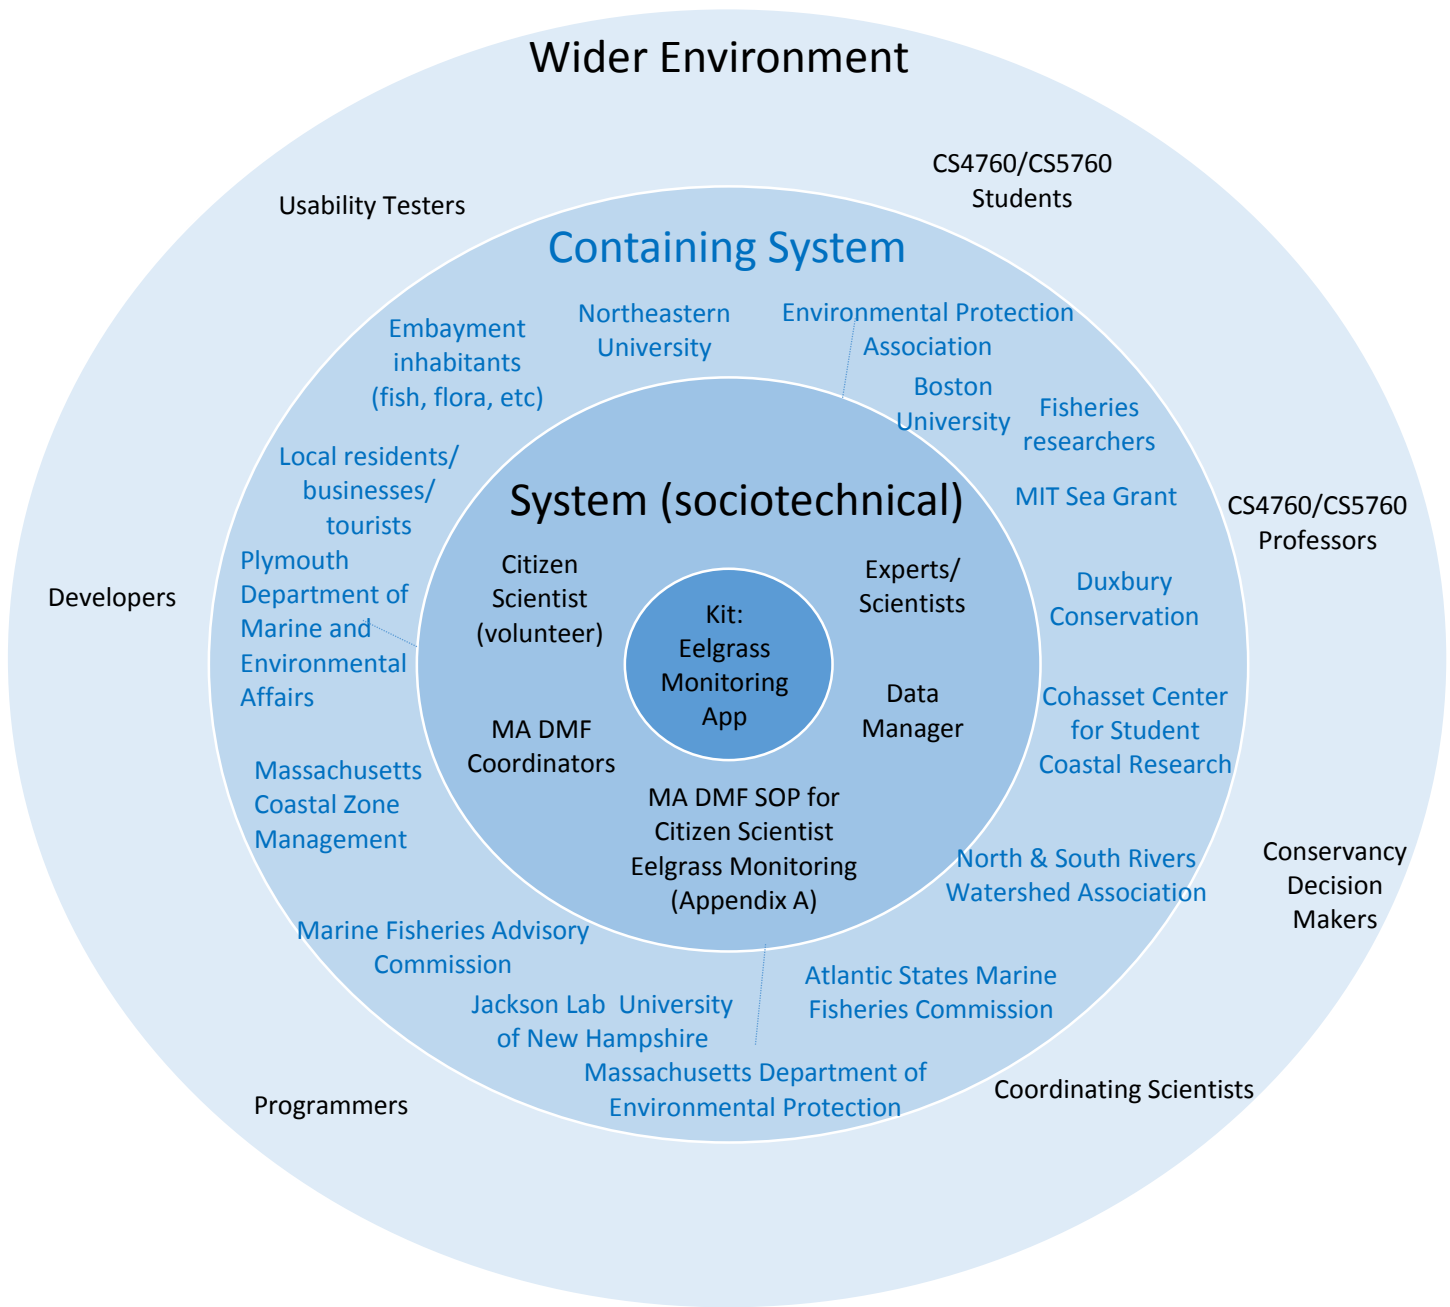 Wider Environment
CS4760/CS5760
Students
Usability Testers
Containing System
Embayment
inhabitants
(fish, flora, etc)
Northeastern
University
Environmental Protection
Association
Boston
University
Fisheries
researchers
Local residents/
businesses/
tourists
MIT Sea Grant
CS4760/CS5760
Professors
System (sociotechnical)
Plymouth
Department of
Marine and
Environmental
Affairs
Citizen
Scientist
(volunteer)
Experts/
Scientists
Duxbury
Conservation
Developers
Kit:
Eelgrass
Monitoring
App
Data
Manager
Cohasset Center
for Student
Coastal Research
MA DMF
Coordinators
Massachusetts
Coastal Zone
Management
MA DMF SOP for
Citizen Scientist
Eelgrass Monitoring
(Appendix A)
North & South Rivers
Watershed Association
Conservancy
Decision
Makers
Marine Fisheries Advisory
Commission
Atlantic States Marine
Fisheries Commission
Jackson Lab  University
of New Hampshire
Massachusetts Department of
Environmental Protection
Coordinating Scientists
Programmers